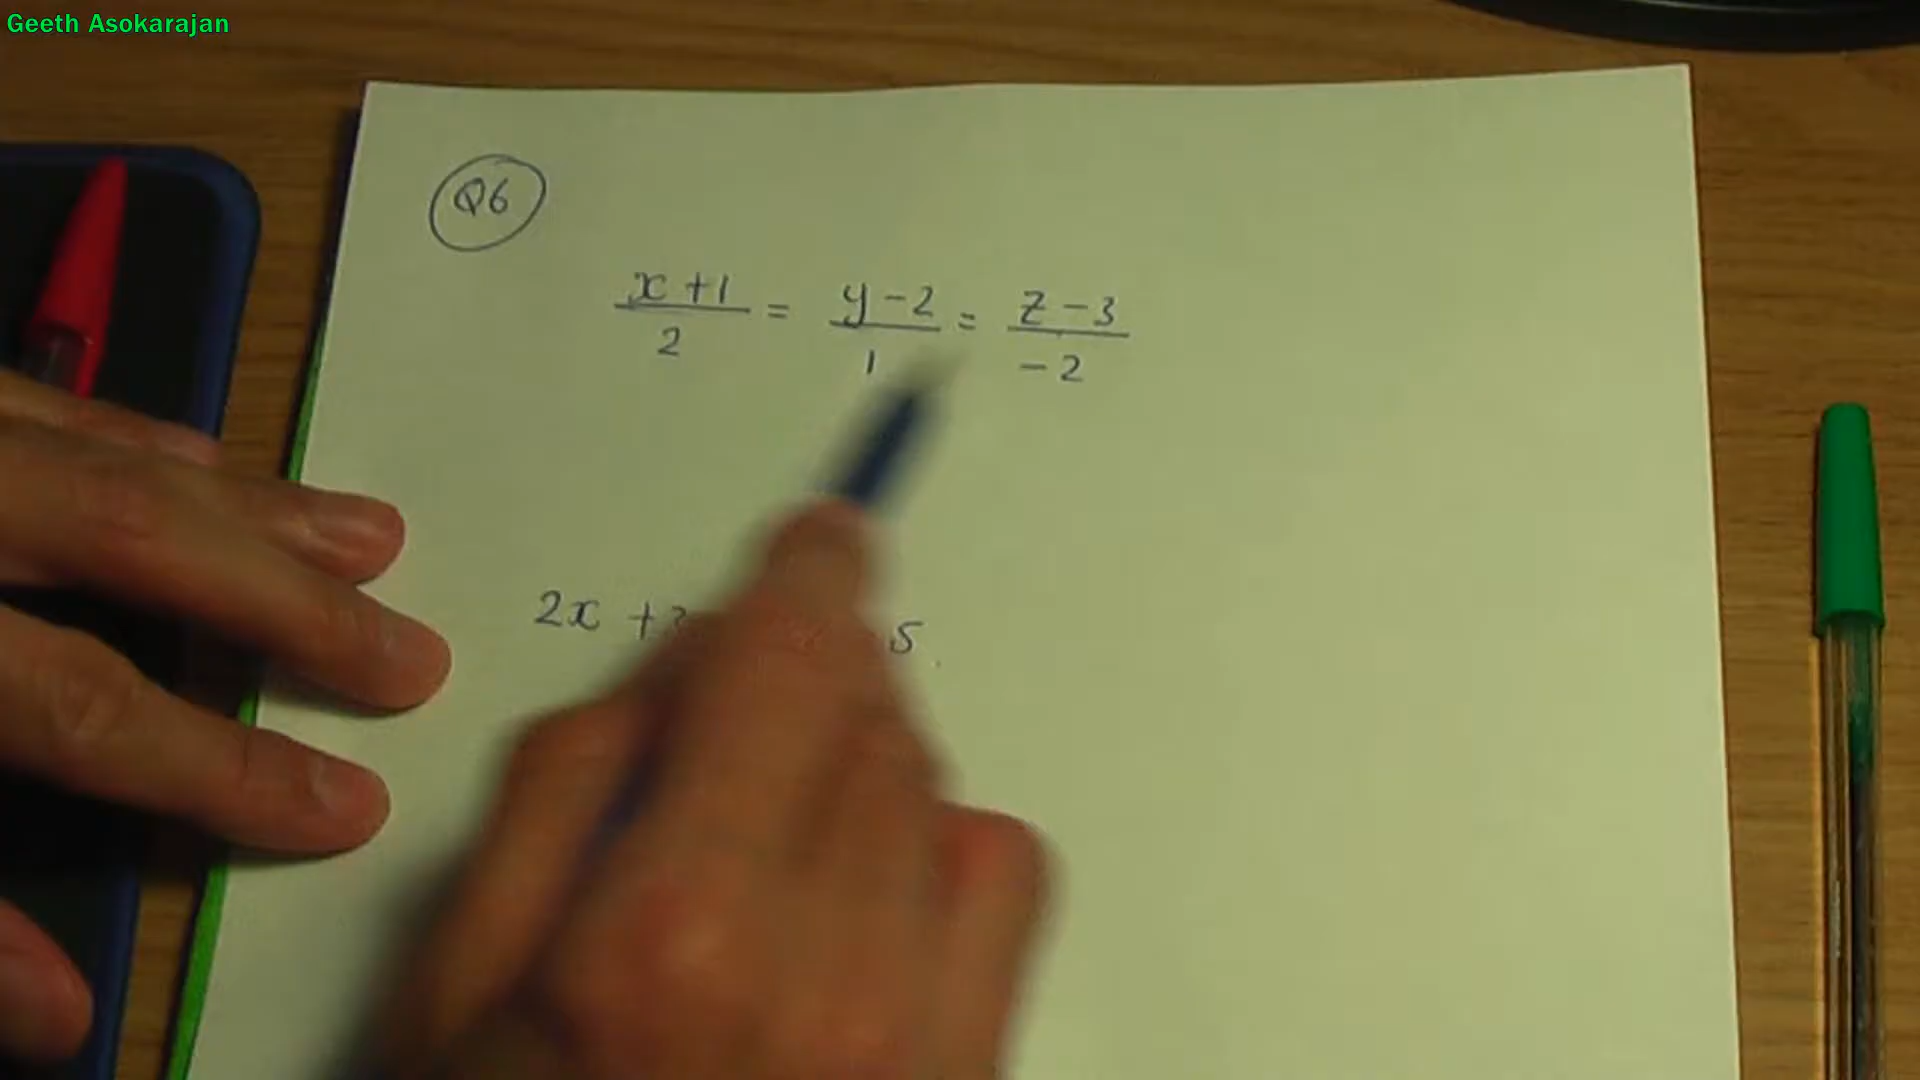 Geeth Asokarajan
Q6
x+1/2 = y-2/1 = z-3/-2
2x + 5